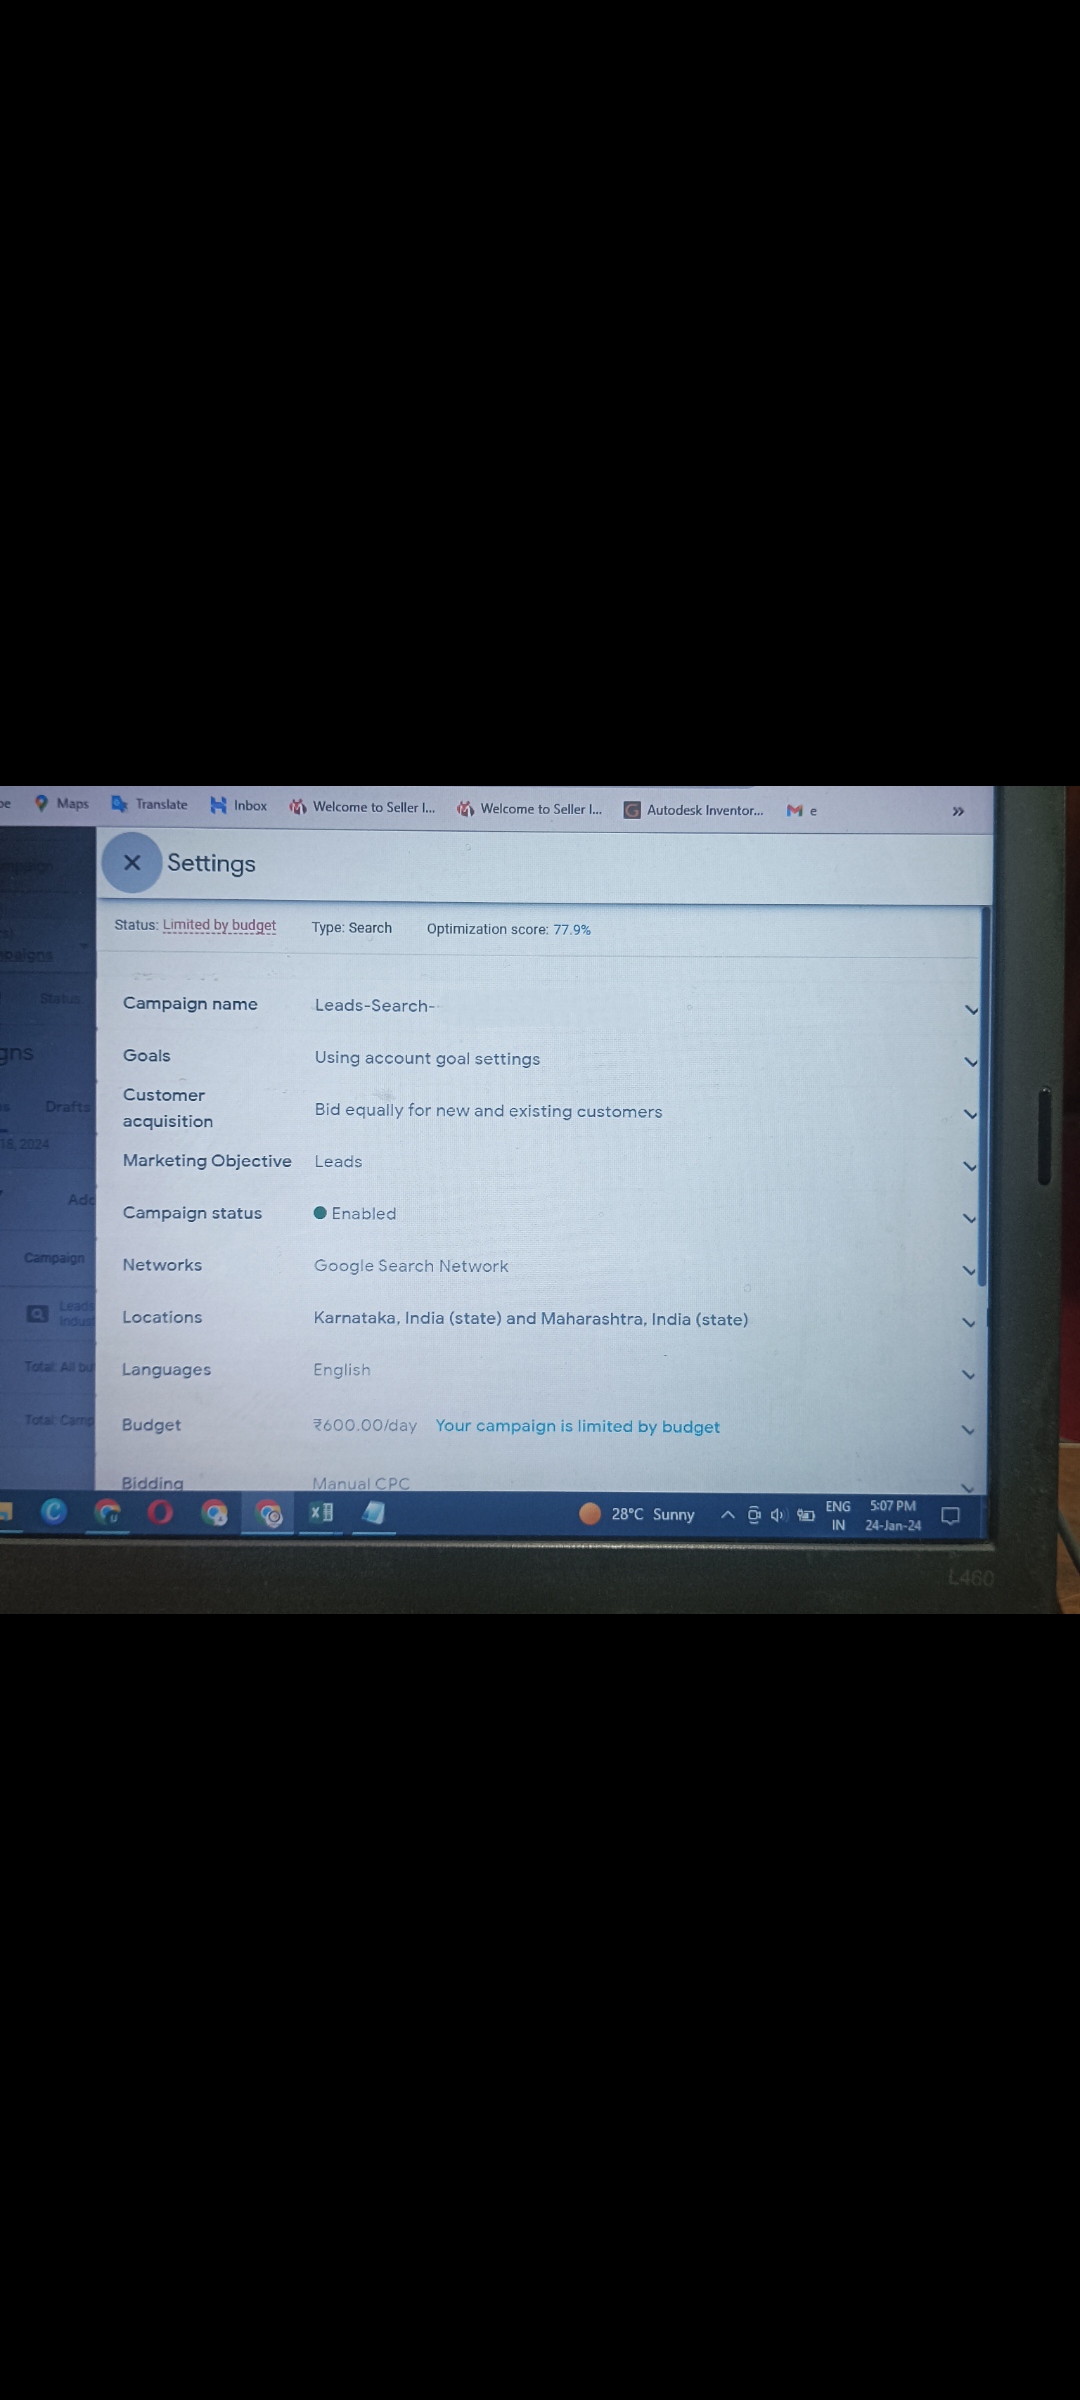 Maps Translate Inbox Welcome to Seller I... Welcome to Seller I... Autodesk Inventor... e »
Settings
Status: Limited by budget Type: Search Optimization score: 77.9%
Status
Campaign name Leads-Search-
gns
Goals Using account goal settings
Customer
acquisition Bid equally for new and existing customers
Drafts
18, 2024
Marketing Objective Leads
Campaign status Enabled
Campaign
Networks Google Search Network
Leads
Indus
Locations Karnataka, India (state) and Maharashtra, India (state)
Total: All bu
Languages English
Total: Camp
Budget ₹600.00/day Your campaign is limited by budget
Bidding Manual CPC
28°C Sunny ENG 5:07 PM
IN 24-Jan-24
L460